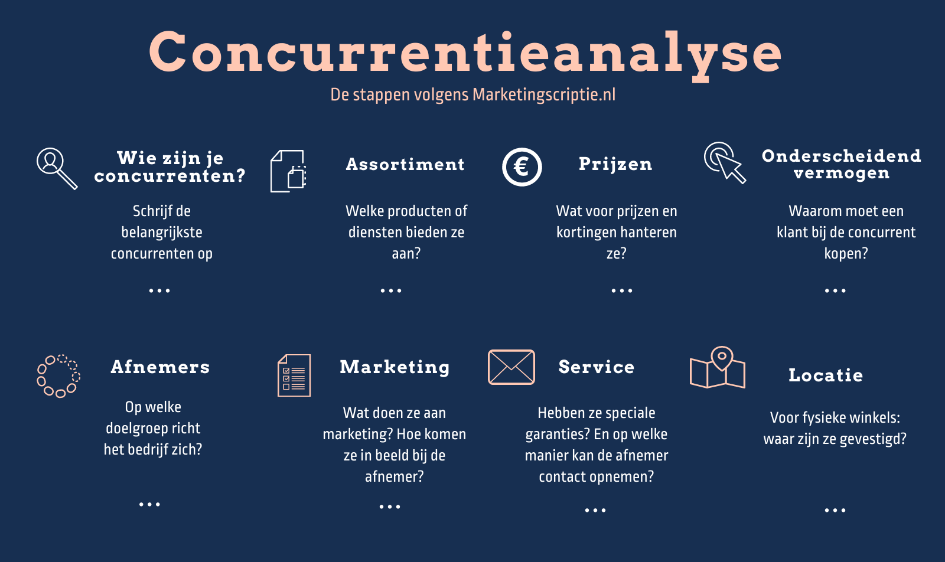 Concurrentieanalyse
De stappen volgens Marketingscriptie.nl
Wie zijn je
concurrenten?
Schrijf de
belangrijkste
concurrenten op
...
Assortiment
Welke producten of
diensten bieden ze
aan?
...
€
Prijzen
Wat voor prijzen en
kortingen hanteren
ze?
...
Onderscheidend
vermogen
Waarom moet een
klant bij de concurrent
kopen?
...
Afnemers
Op welke
doelgroep richt
het bedrijf zich?
...
Marketing
Wat doen ze aan
marketing? Hoe komen
ze in beeld bij de
afnemer?
...
Service
Hebben ze speciale
garanties? En op welke
manier kan de afnemer
contact opnemen?
...
Locatie
Voor fysieke winkels:
waar zijn ze gevestigd?
...